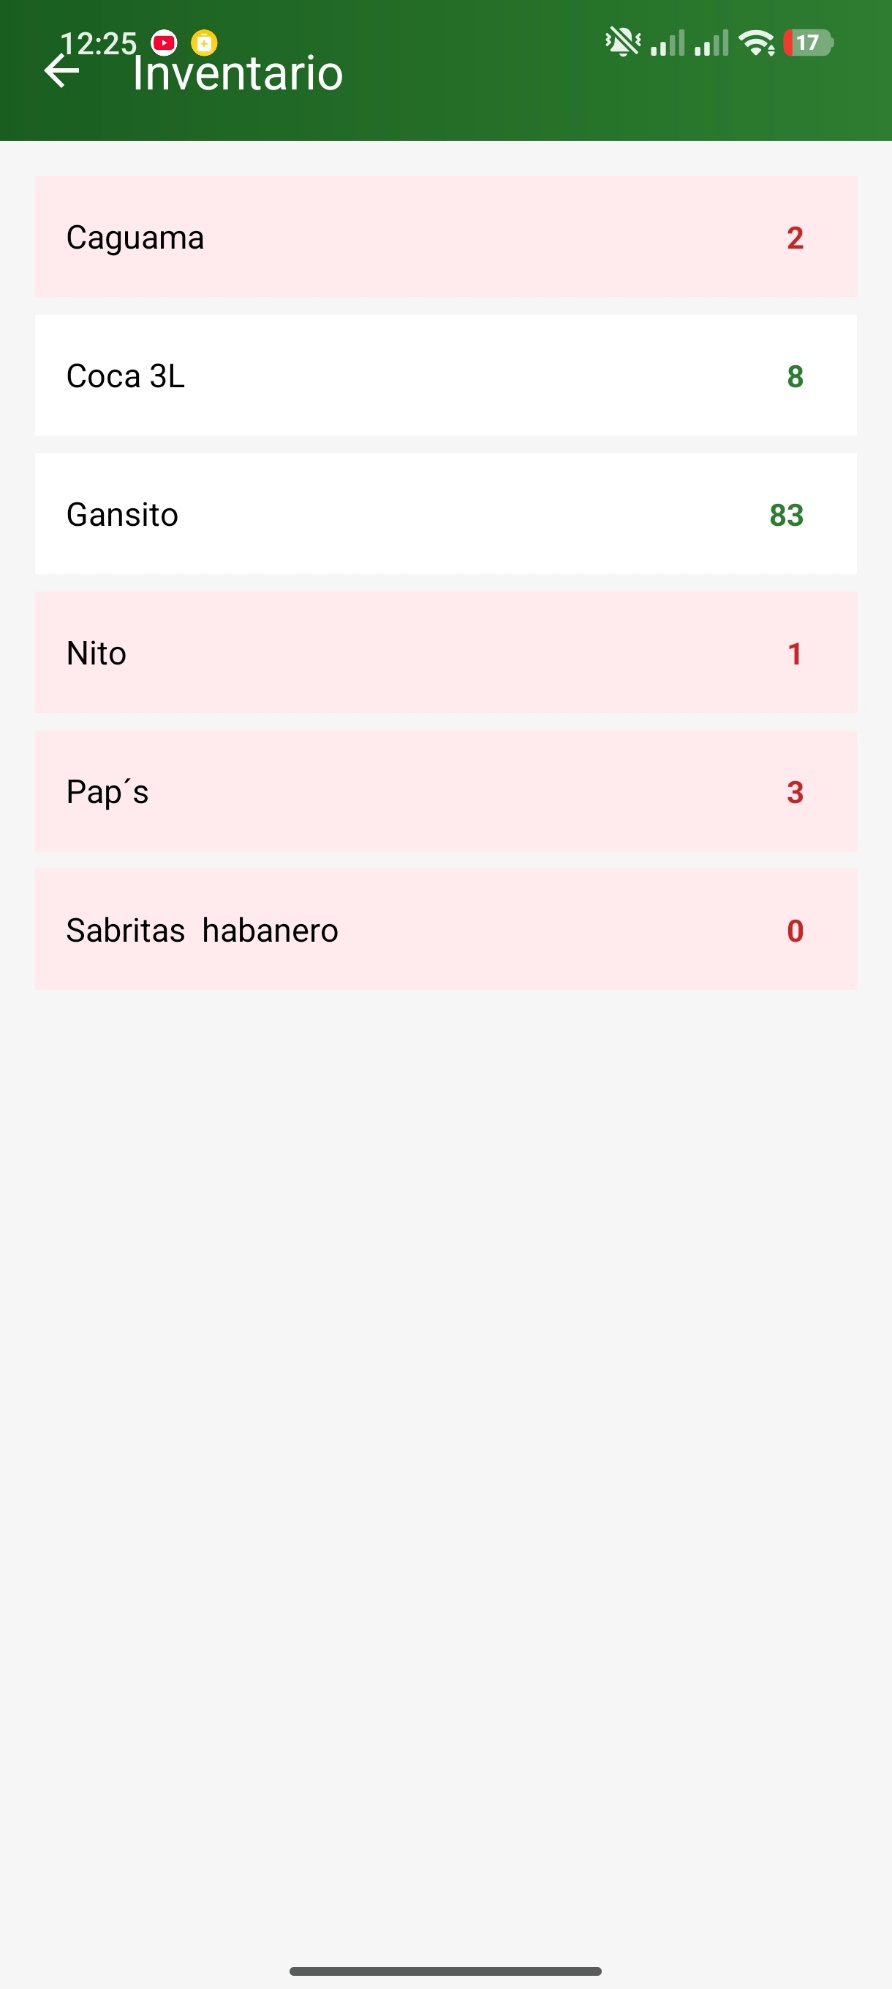 12:25
17
Inventario
Caguama 2
Coca 3L 8
Gansito 83
Nito 1
Pap´s 3
Sabritas  habanero 0